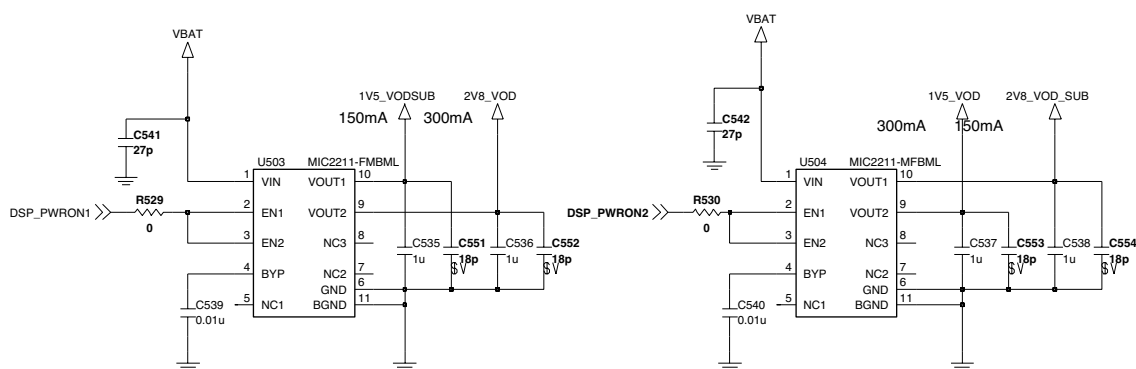 VBAT
1V5_VODSUB
2V8_VOD
150mA
300mA
C541
27p
U503
MIC2211-FMBML
1
VIN
VOUT1
10
R529
DSP_PWRON1
0
2
EN1
VOUT2
9
3
EN2
NC3
8
C535
1u
C551
18p
$V
C536
1u
C552
18p
$V
4
BYP
NC2
7
GND
6
C539
0.01u
5
NC1
BGND
11
VBAT
1V5_VOD
2V8_VOD_SUB
300mA
150mA
C542
27p
U504
MIC2211-MFBML
1
VIN
VOUT1
10
R530
DSP_PWRON2
0
2
EN1
VOUT2
9
3
EN2
NC3
8
C537
1u
C553
18p
$V
C538
1u
C554
18p
$V
4
BYP
NC2
7
GND
6
C540
0.01u
5
NC1
BGND
11